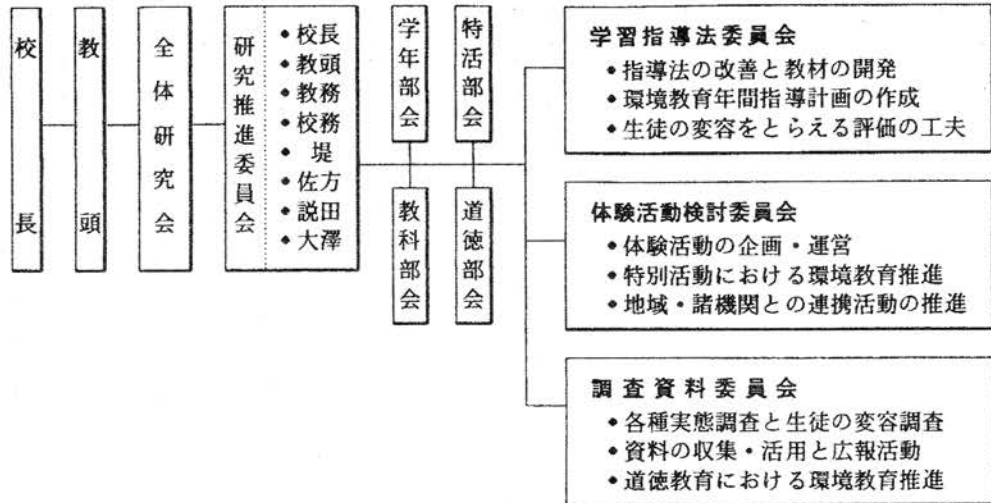 校長
教頭
全体研究会
研究推進委員会
• 校長
• 教頭
• 教務
• 校務
• 堤
• 佐方
• 説田
• 大澤
学年部会
教科部会
特活部会
道徳部会
学習指導法委員会
• 指導法の改善と教材の開発
• 環境教育年間指導計画の作成
• 生徒の変容をとらえる評価の工夫
体験活動検討委員会
• 体験活動の企画・運営
• 特別活動における環境教育推進
• 地域・諸機関との連携活動の推進
調査資料委員会
• 各種実態調査と生徒の変容調査
• 資料の収集・活用と広報活動
• 道徳教育における環境教育推進